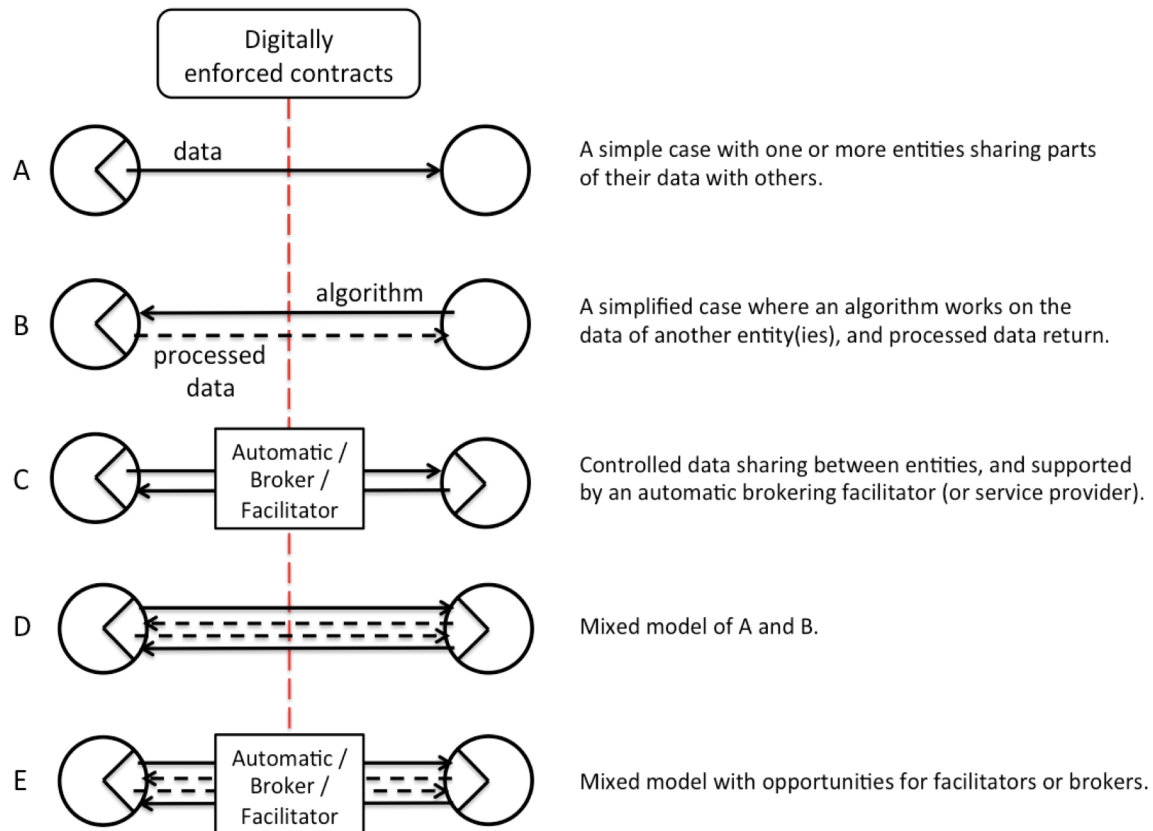 Digitally
enforced contracts
A
data
A simple case with one or more entities sharing parts
of their data with others.
B
algorithm
processed
data
A simplified case where an algorithm works on the
data of another entity(ies), and processed data return.
C
Automatic /
Broker /
Facilitator
Controlled data sharing between entities, and supported
by an automatic brokering facilitator (or service provider).
D
Mixed model of A and B.
E
Automatic /
Broker /
Facilitator
Mixed model with opportunities for facilitators or brokers.